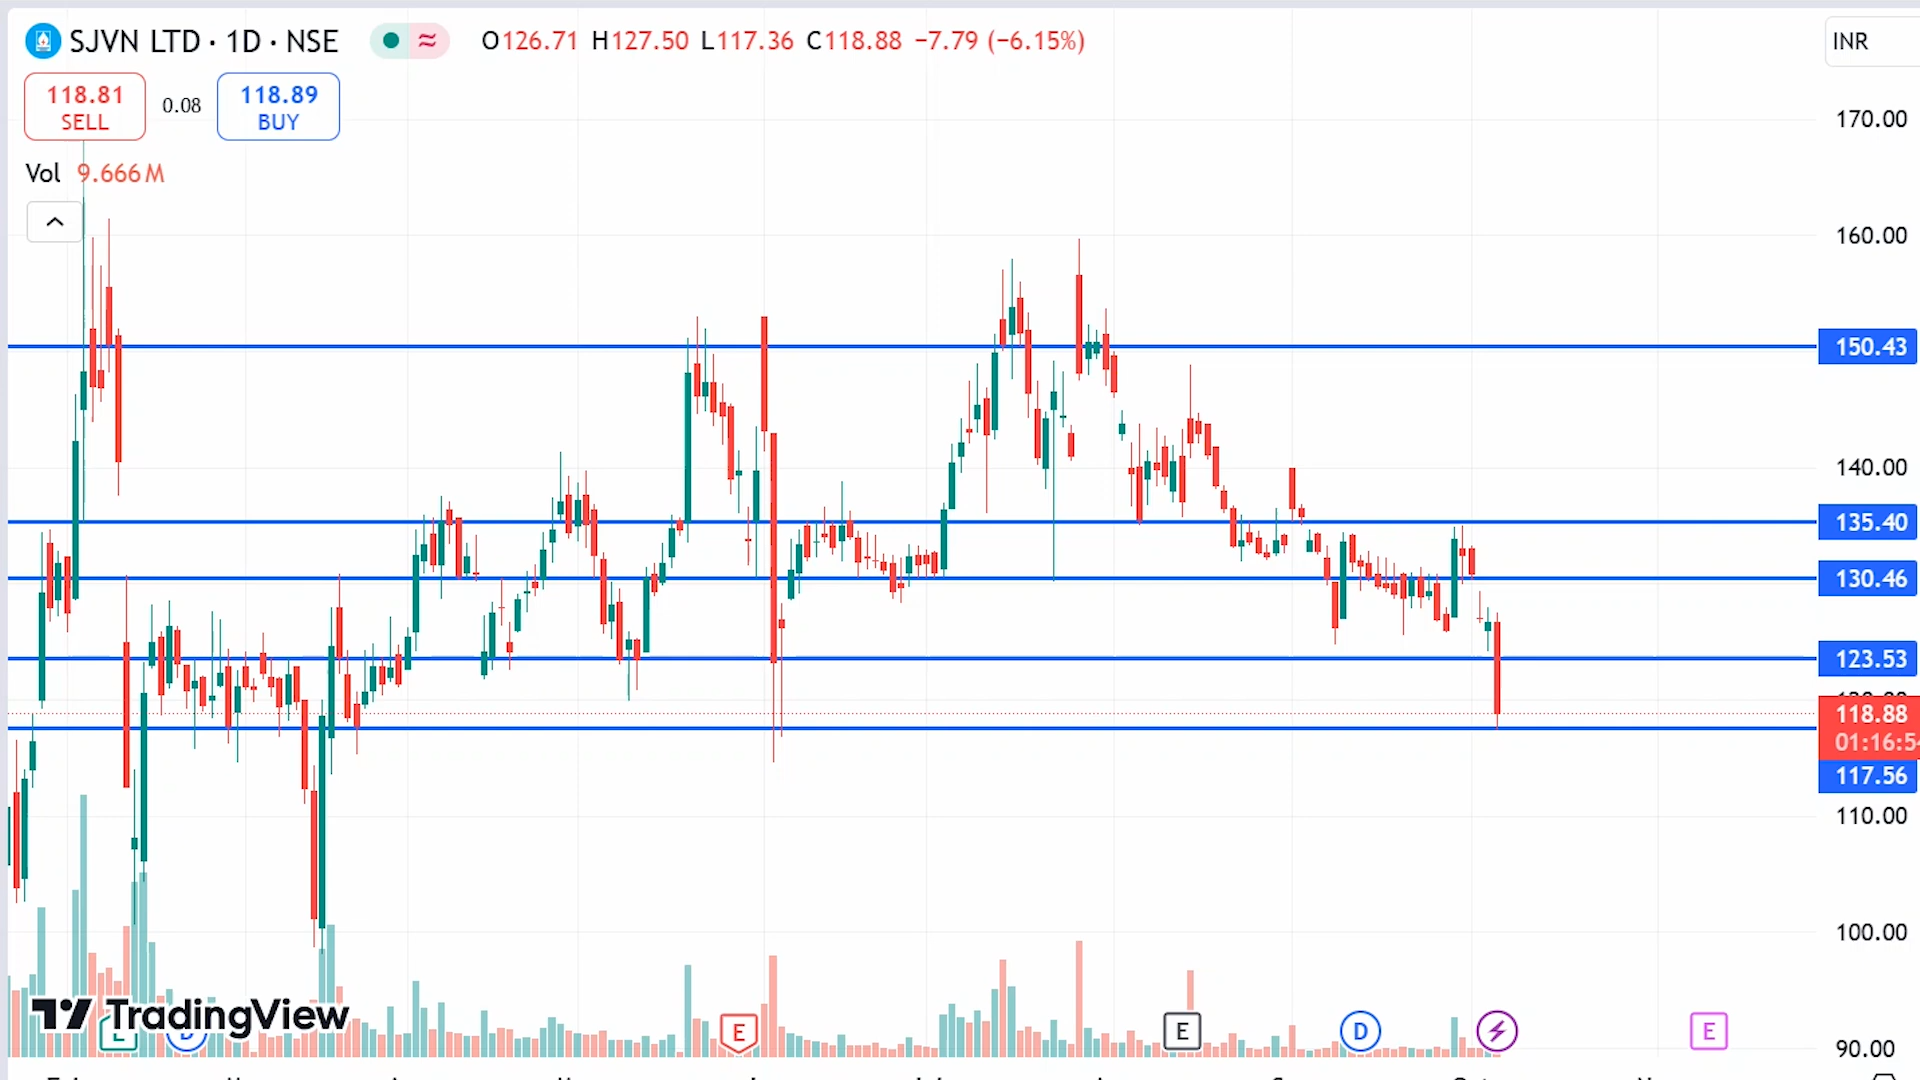 SJVN LTD · 1D · NSE O126.71 H127.50 L117.36 C118.88 −7.79 (−6.15%)
INR
118.81
SELL
0.08
118.89
BUY
Vol 9.666 M
170.00
160.00
150.43
140.00
135.40
130.46
123.53
118.88
117.56
110.00
100.00
90.00
TradingView
E
E
D
E